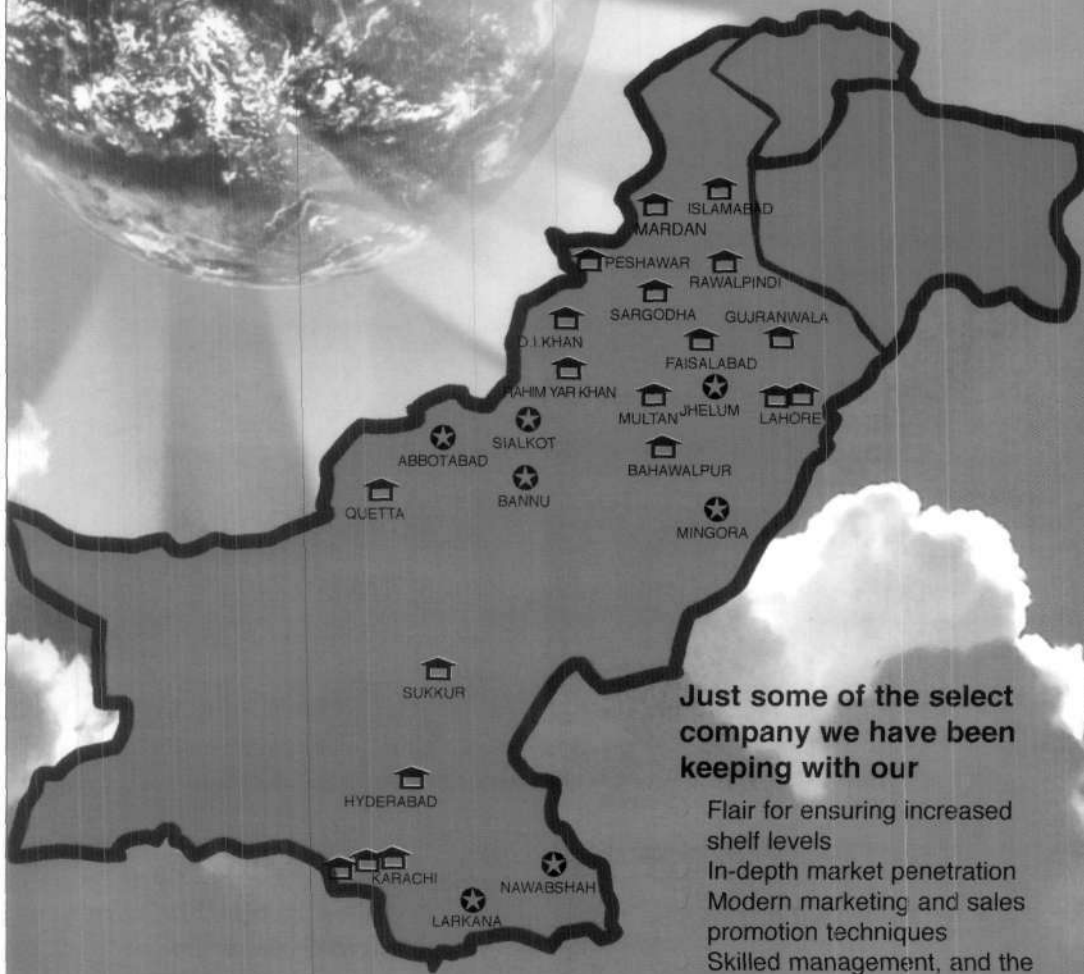 ISLAMABAD
MARDAN
PESHAWAR
RAWALPINDI
SARGODHA
GUJRANWALA
D.I.KHAN
FAISALABAD
RAHIM YAR KHAN
MULTAN
JHELUM
LAHORE
SIALKOT
ABBOTABAD
BAHAWALPUR
QUETTA
BANNU
MINGORA
SUKKUR
Just some of the select
company we have been
keeping with our
HYDERABAD
Flair for ensuring increased
shelf levels
KARACHI
In-depth market penetration
NAWABSHAH
LARKANA
Modern marketing and sales
promotion techniques
Skilled management, and the